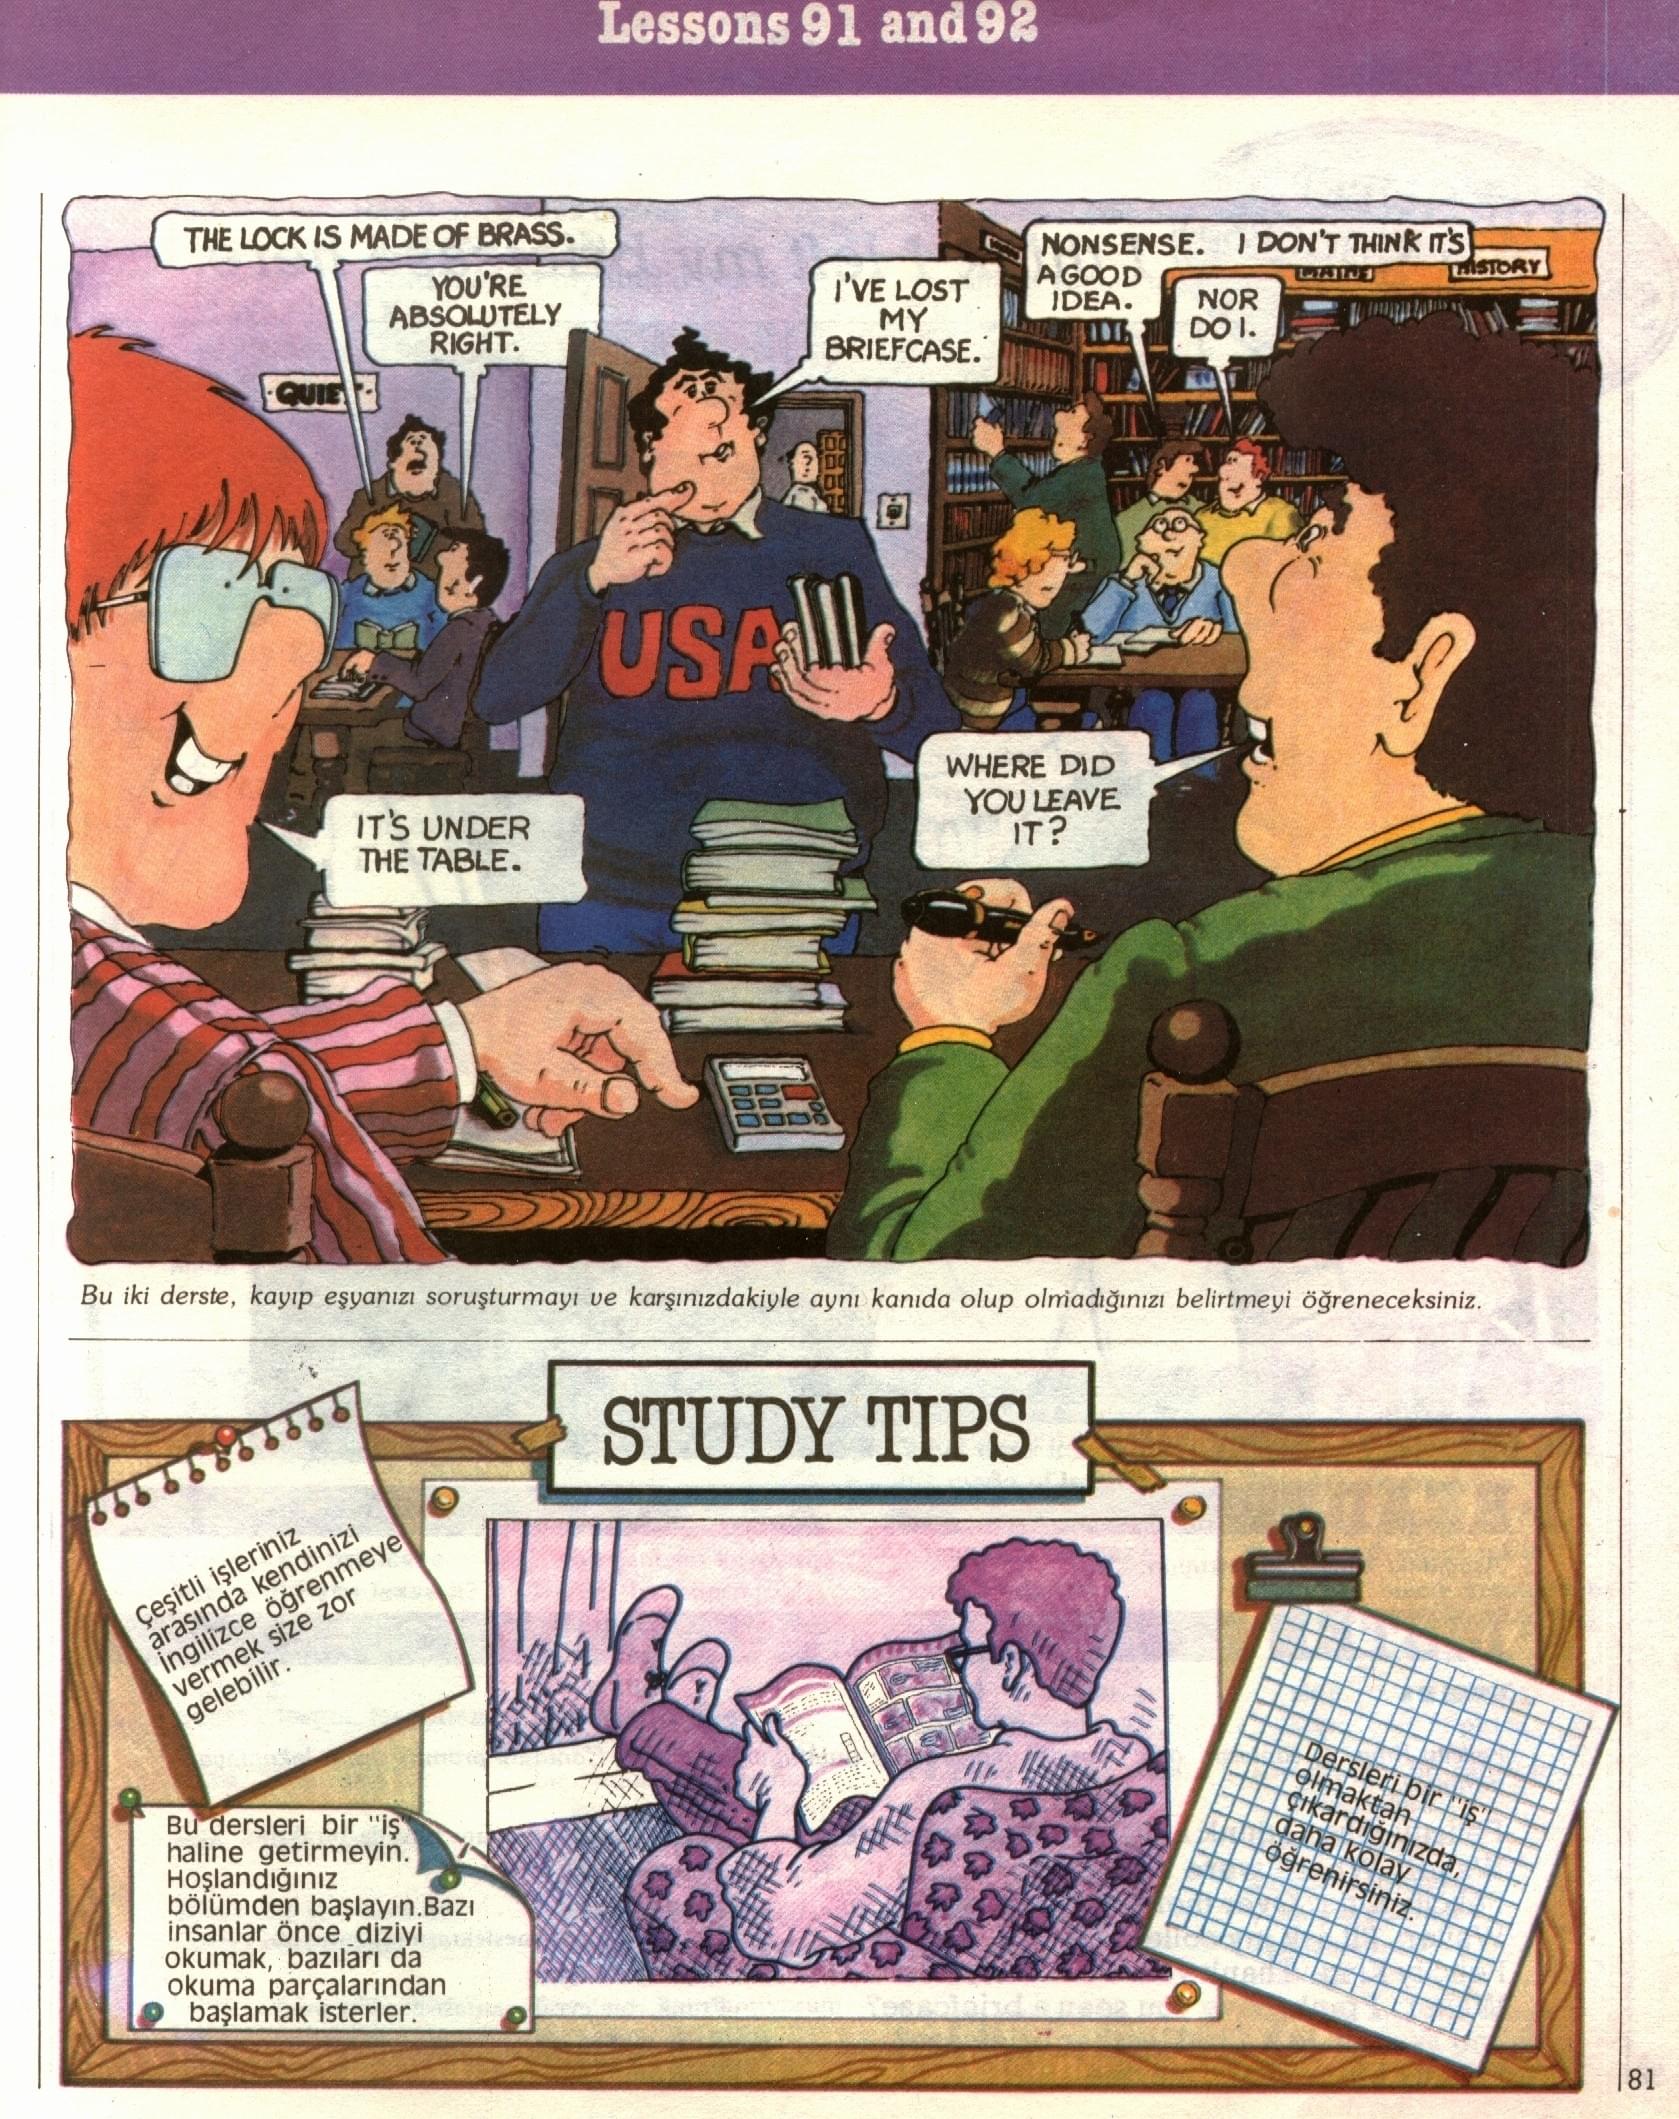 Lessons 91 and 92
THE LOCK IS MADE OF BRASS.
YOU'RE
ABSOLUTELY
RIGHT.
I'VE LOST
MY
BRIEFCASE.
NONSENSE. I DON'T THINK IT'S
A GOOD
IDEA.
NOR
DO I.
HISTORY
QUIET
USA
WHERE DID
YOU LEAVE
IT?
IT'S UNDER
THE TABLE.
Bu iki derste, kayıp eşyanızı soruşturmayı ve karşınızdakiyle aynı kanıda olup olmadığınızı belirtmeyi öğreneceksiniz.
STUDY TIPS
Çeşitli işleriniz
arasında kendinizi
ingilizce öğrenmeye
vermek size zor
gelebilir.
Bu dersleri bir "iş"
haline getirmeyin.
Hoşlandığınız
bölümden başlayın.Bazı
insanlar önce diziyi
okumak, bazıları da
okuma parçalarından
başlamak isterler.
Dersleri bir "iş"
olmaktan
çıkardığınızda,
daha kolay
öğrenirsiniz.
81